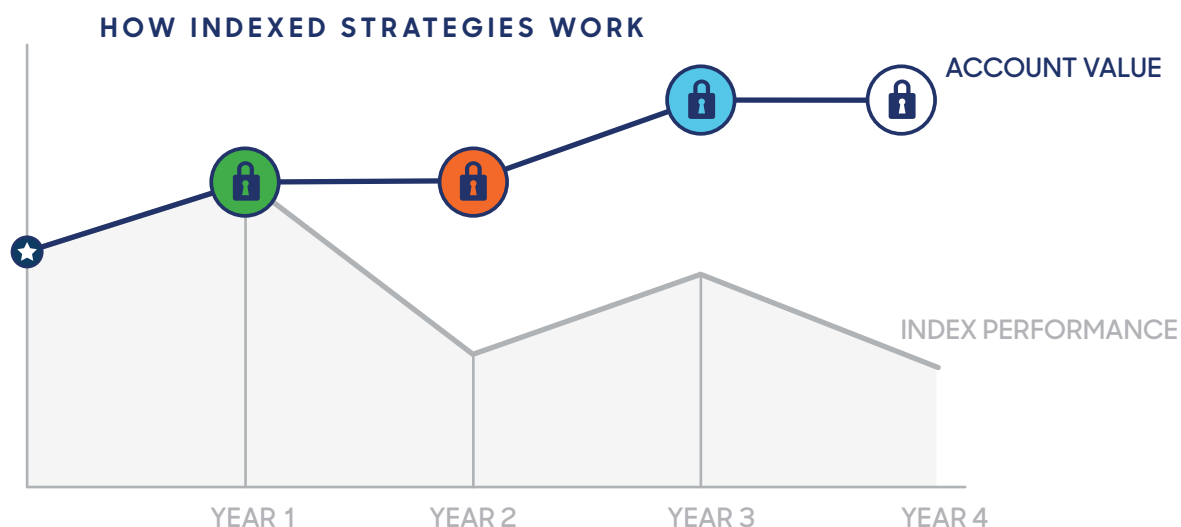 HOW INDEXED STRATEGIES WORK
ACCOUNT VALUE
INDEX PERFORMANCE
YEAR 1
YEAR 2
YEAR 3
YEAR 4